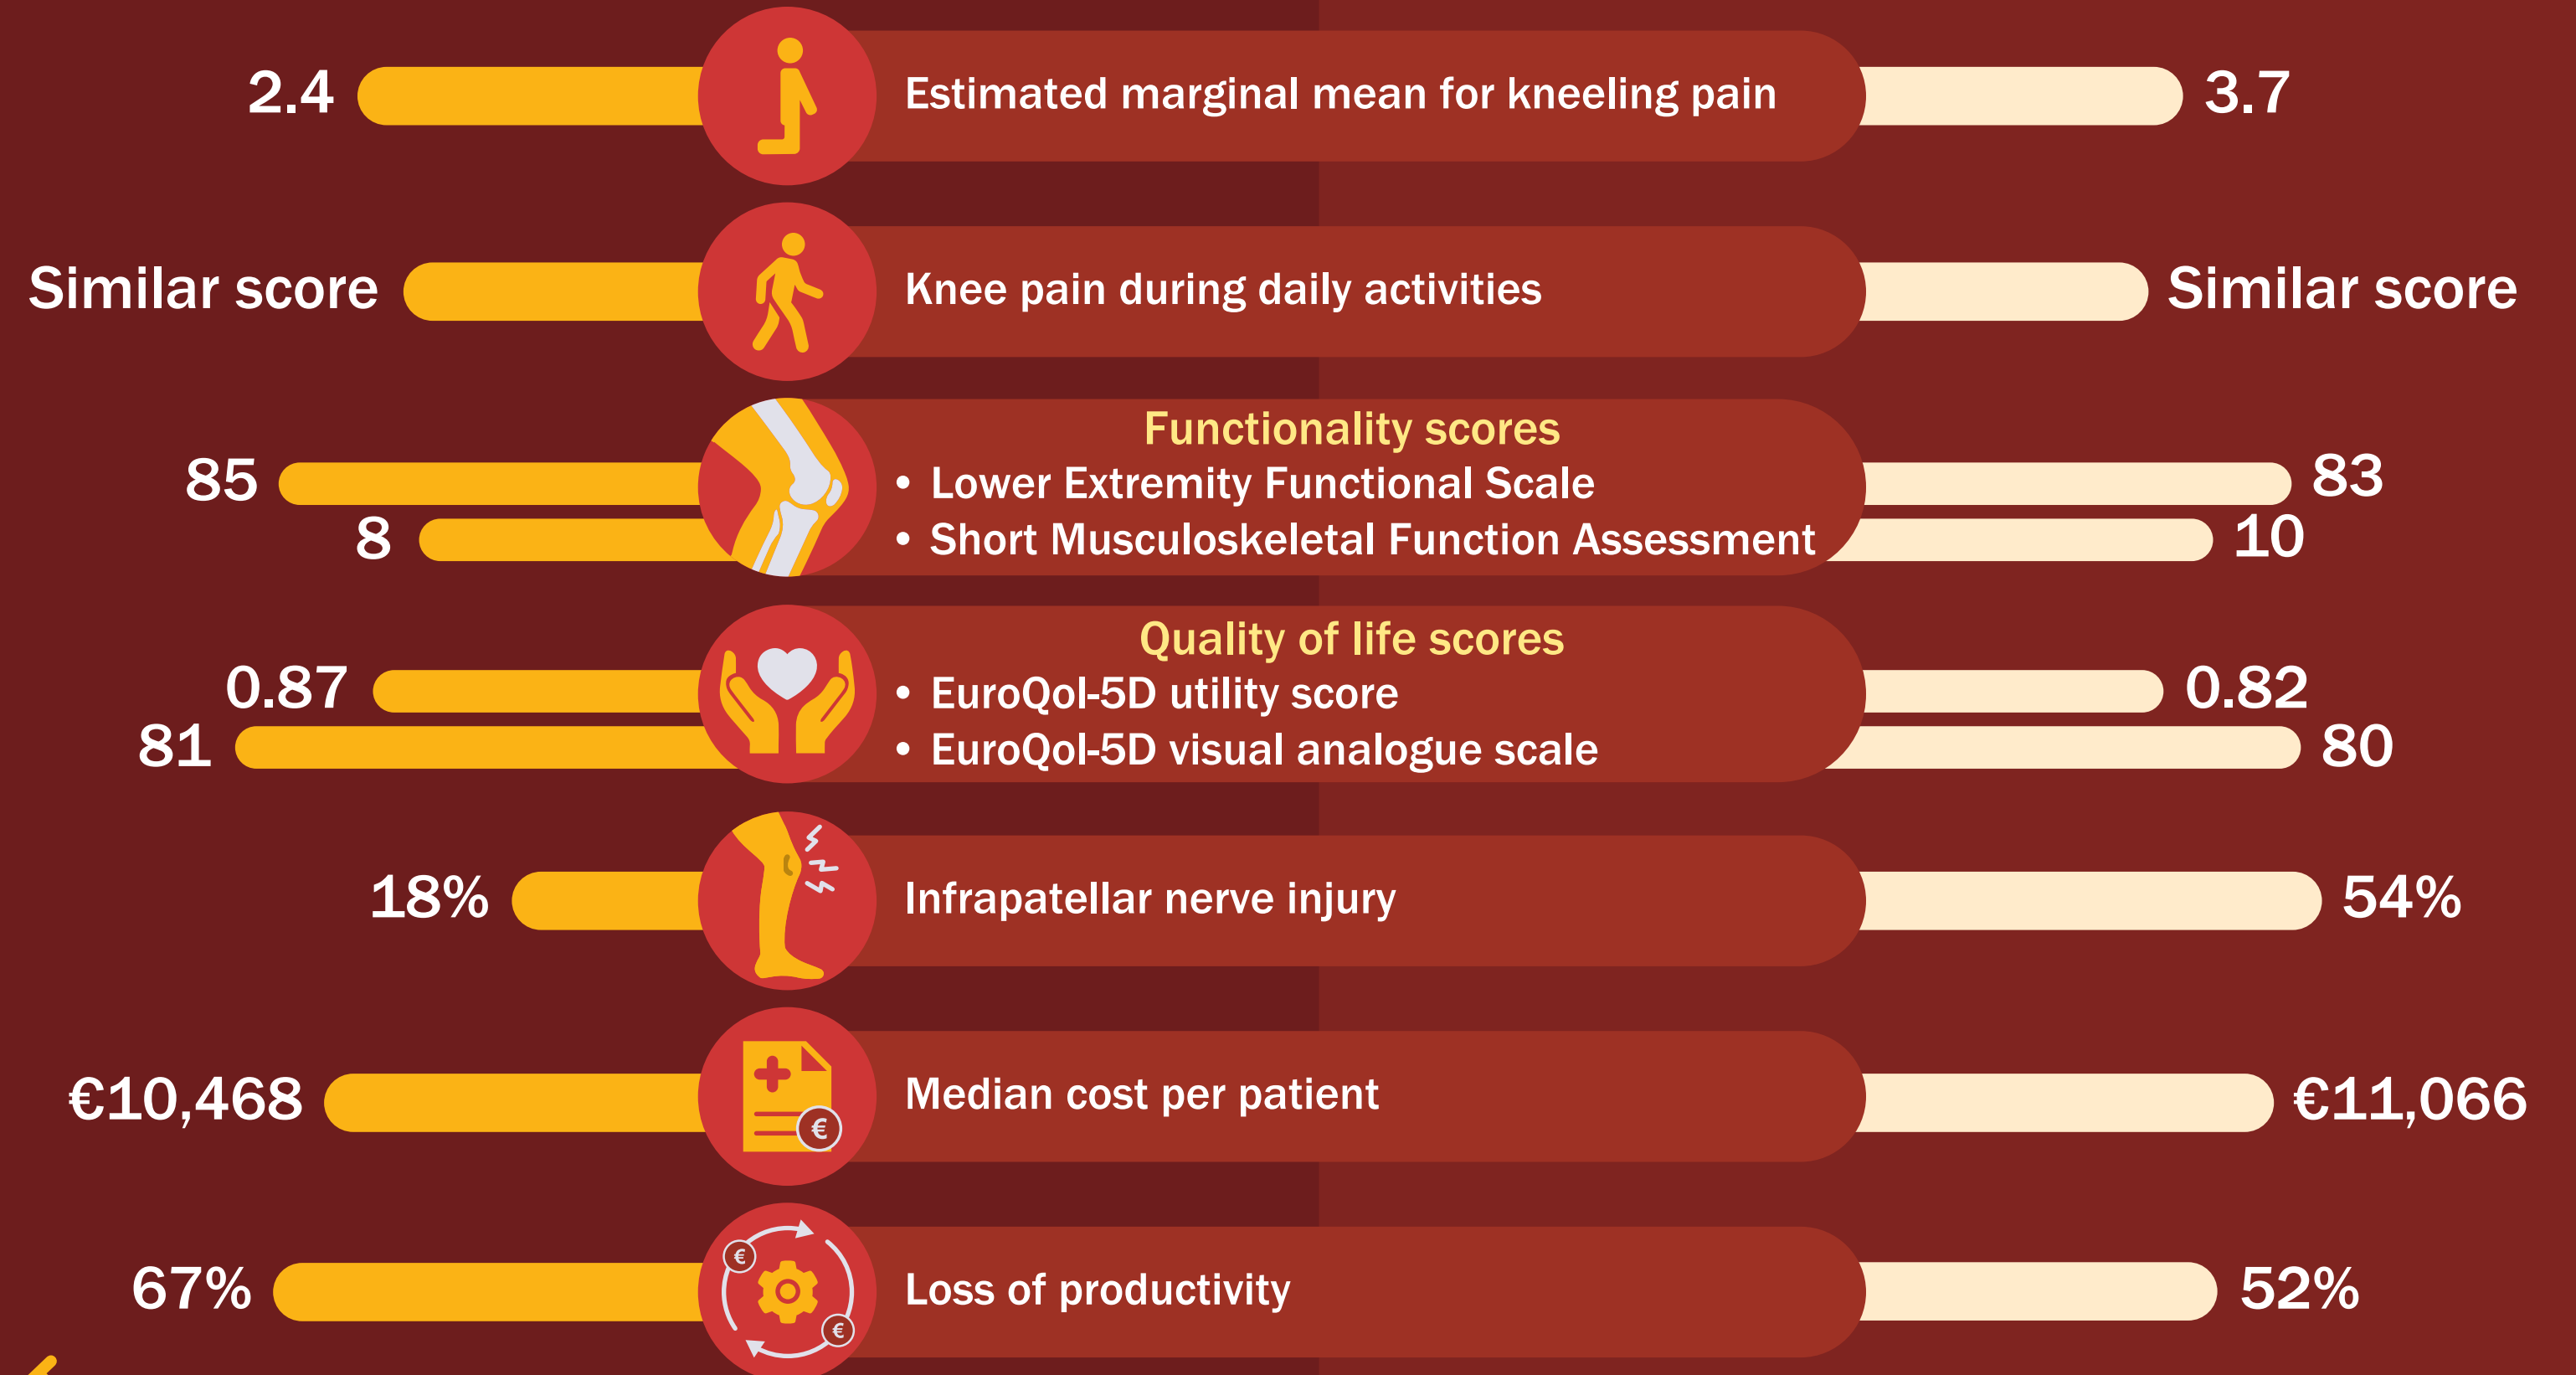 2.4 Estimated marginal mean for kneeling pain 3.7
Similar score Knee pain during daily activities Similar score
Functionality scores
85 • Lower Extremity Functional Scale 83
8 • Short Musculoskeletal Function Assessment 10
Quality of life scores
0.87 • EuroQol-5D utility score 0.82
81 • EuroQol-5D visual analogue scale 80
18% Infrapatellar nerve injury 54%
€10,468 Median cost per patient €11,066
€
67% Loss of productivity 52%
€
€